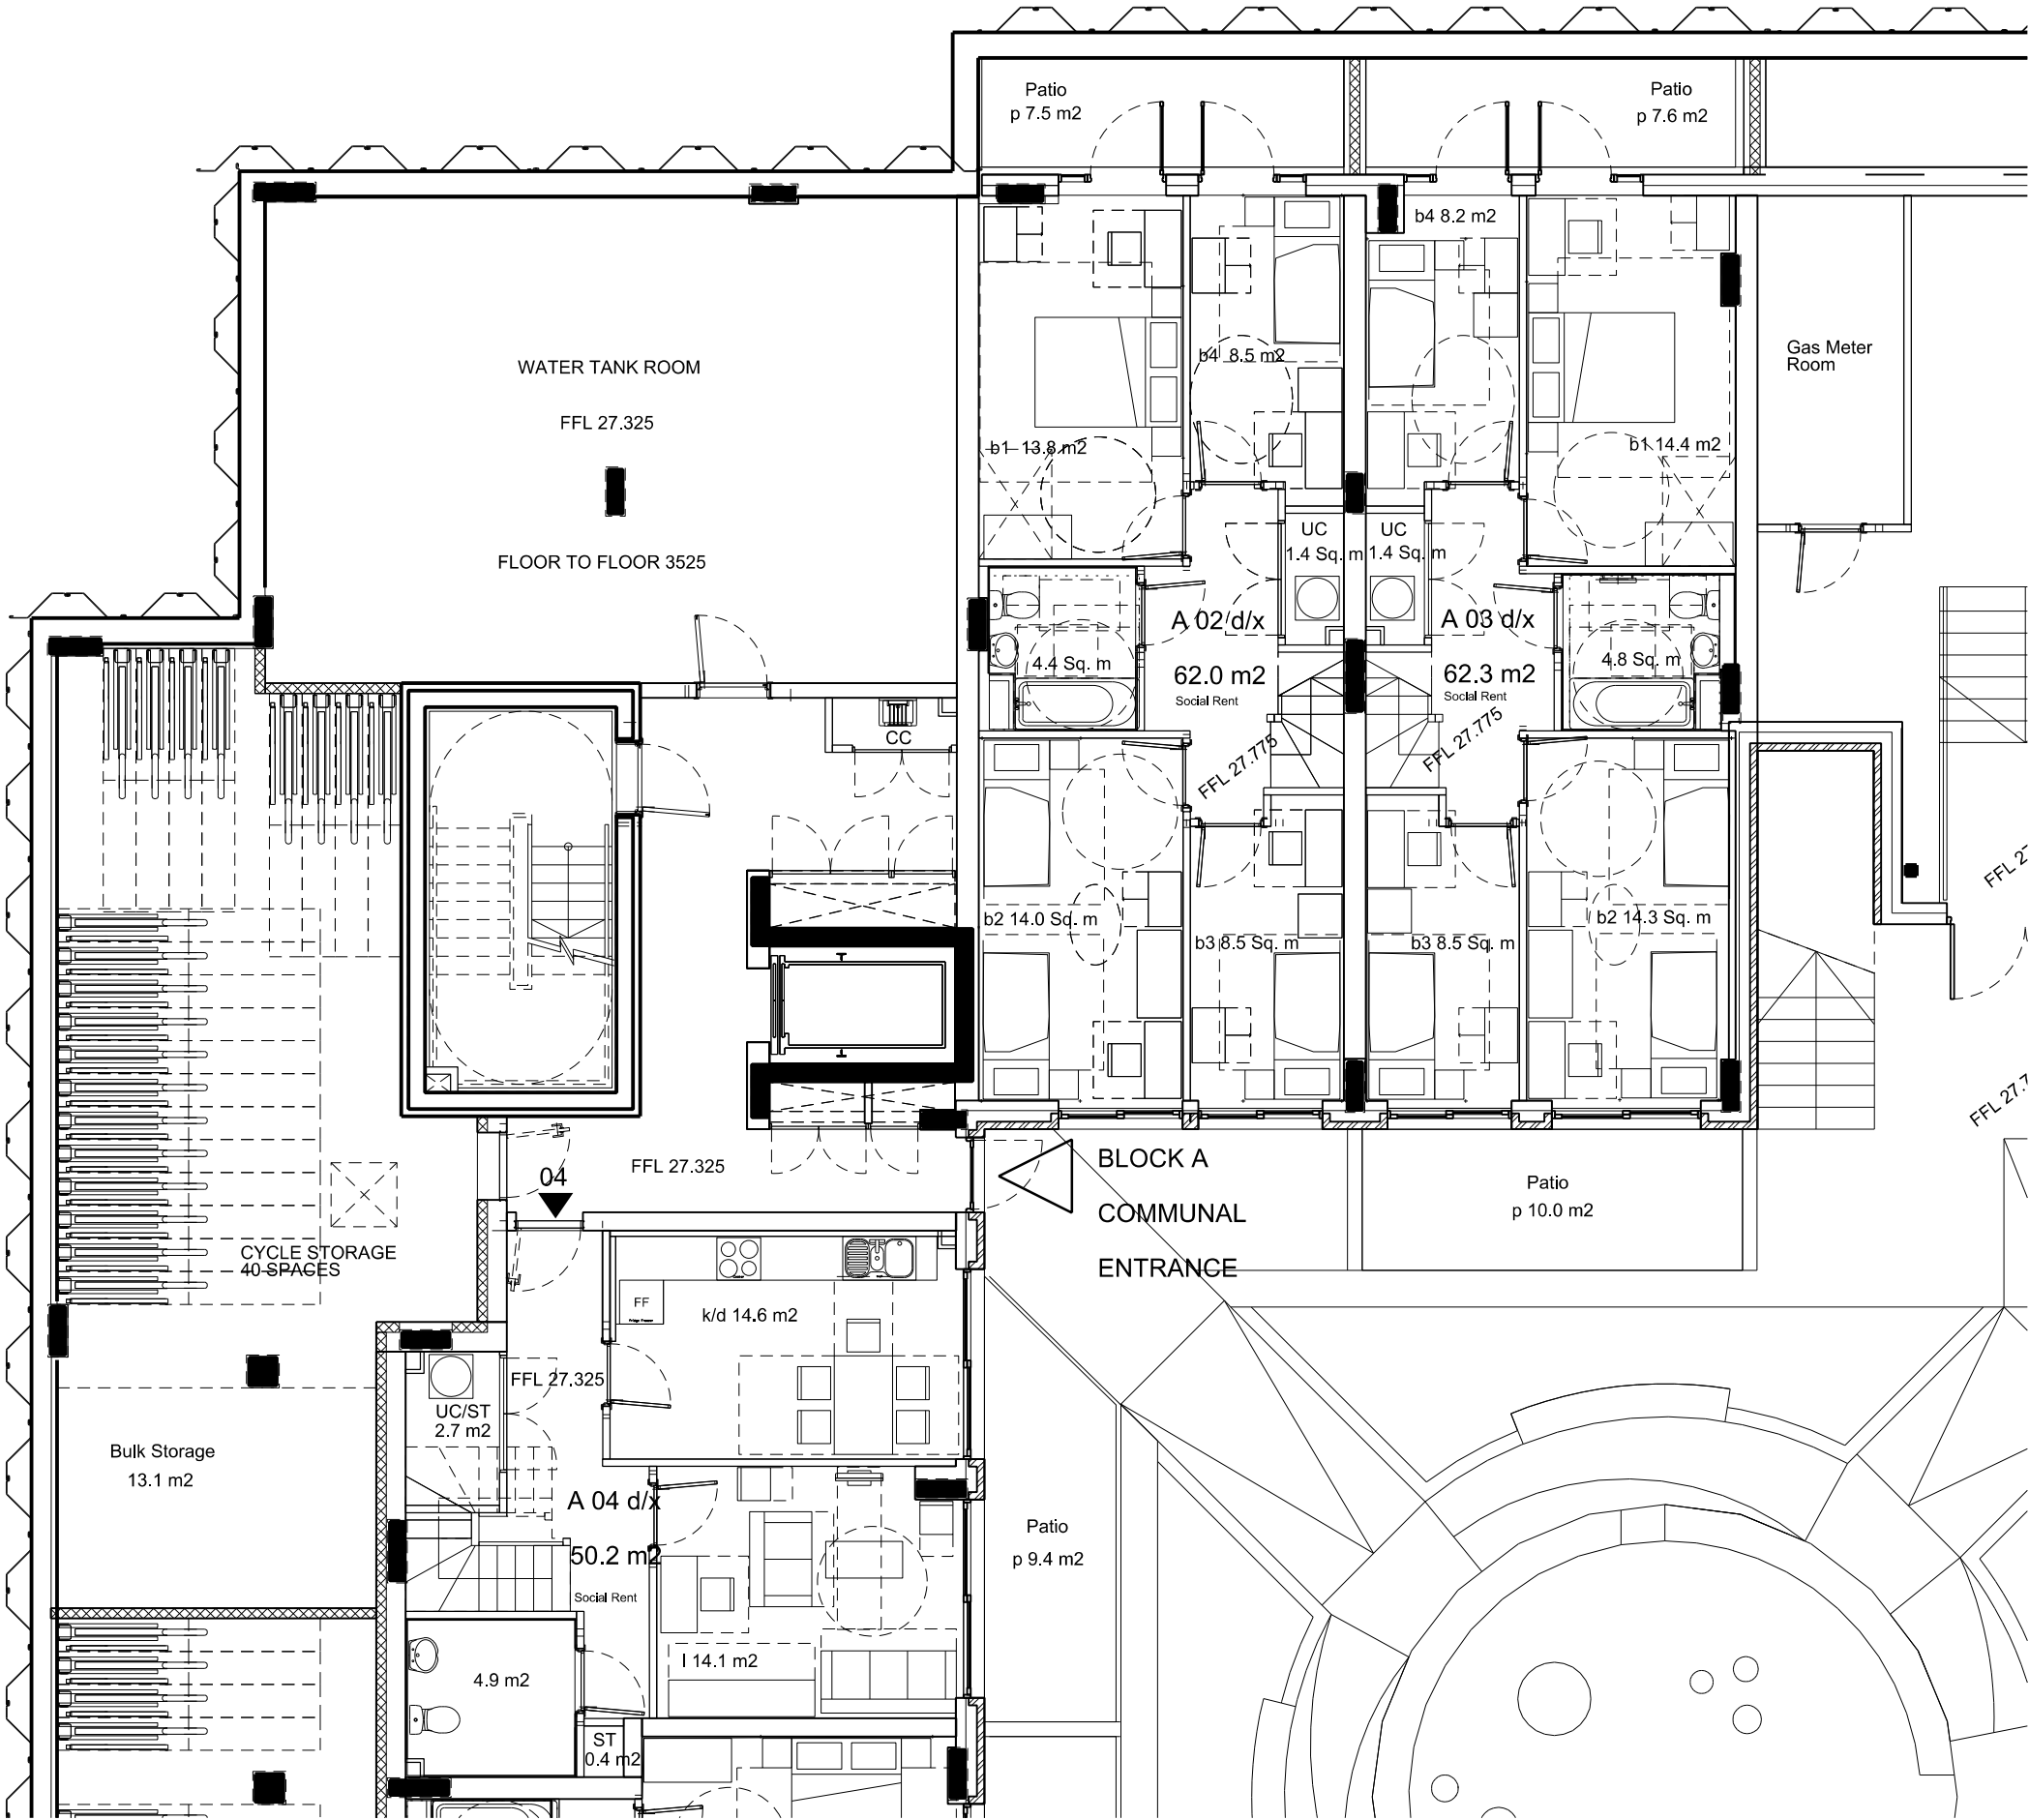 Patio
p 7.5 m2
Patio
p 7.6 m2
b4 8.2 m2
WATER TANK ROOM
FFL 27.325
FLOOR TO FLOOR 3525
b4 8.5 m2
Gas Meter
Room
b1 13.8 m2
b1 14.4 m2
UC
1.4 Sq. m
UC
1.4 Sq. m
A 02 d/x
62.0 m2
Social Rent
A 03 d/x
62.3 m2
Social Rent
4.4 Sq. m
4.8 Sq. m
CC
FFL 27.775
FFL 27.775
b2 14.0 Sq. m
b3 8.5 Sq. m
b3 8.5 Sq. m
b2 14.3 Sq. m
FFL 27.7
FFL 27.325
04
BLOCK A
COMMUNAL
ENTRANCE
Patio
p 10.0 m2
CYCLE STORAGE
40 SPACES
FF
Fridge Freezer
k/d 14.6 m2
FFL 27.325
UC/ST
2.7 m2
Bulk Storage
13.1 m2
A 04 d/x
50.2 m2
Social Rent
Patio
p 9.4 m2
l 14.1 m2
4.9 m2
ST
0.4 m2